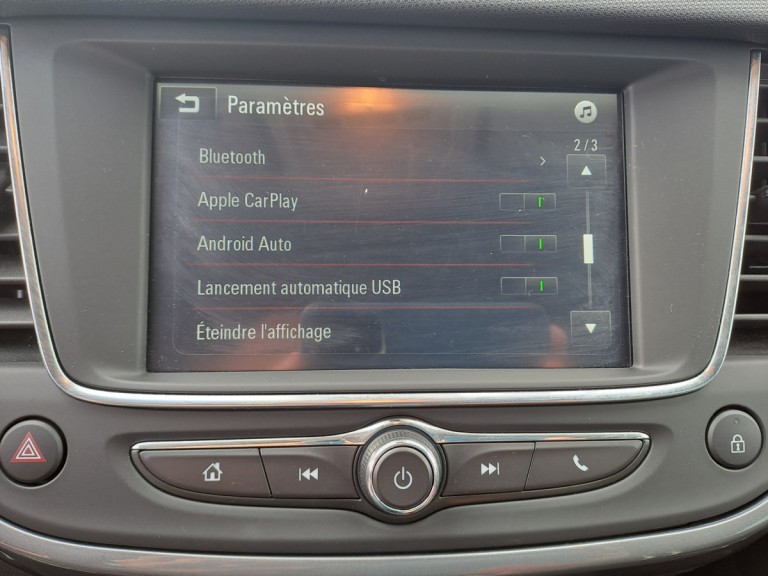 Paramètres
2/3
Bluetooth
Apple CarPlay
Android Auto
Lancement automatique USB
Éteindre l'affichage